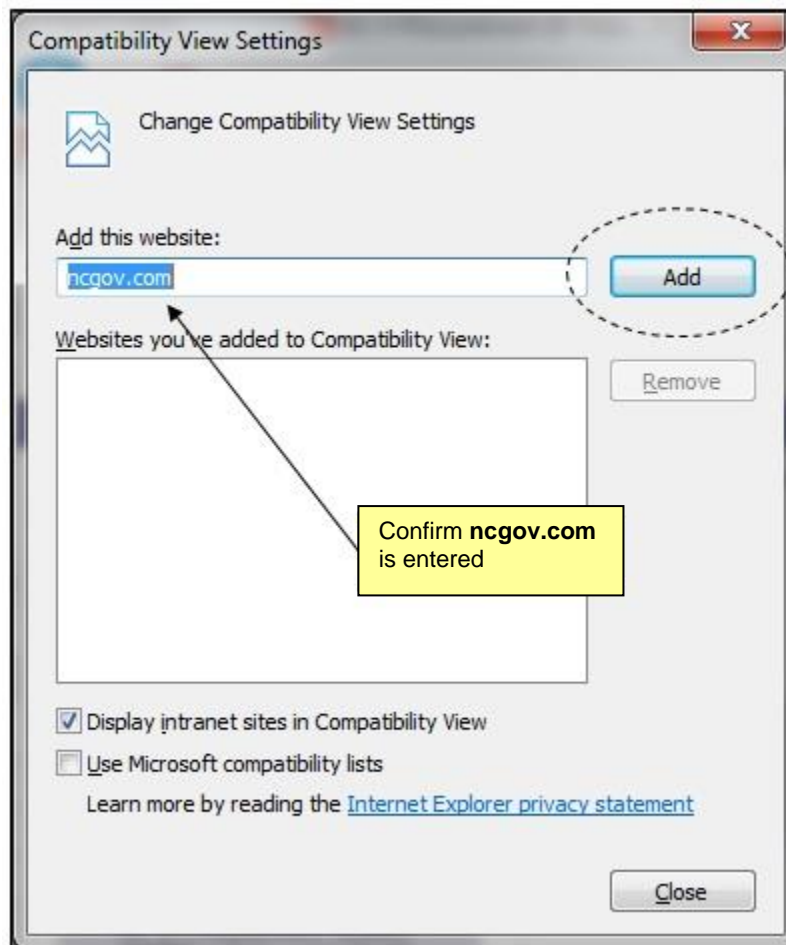 Compatibility View Settings
X
Change Compatibility View Settings
Add this website:
ncgov.com
Add
Websites you've added to Compatibility View:
Remove
Confirm ncgov.com
is entered
Display intranet sites in Compatibility View
Use Microsoft compatibility lists
Learn more by reading the Internet Explorer privacy statement
Close